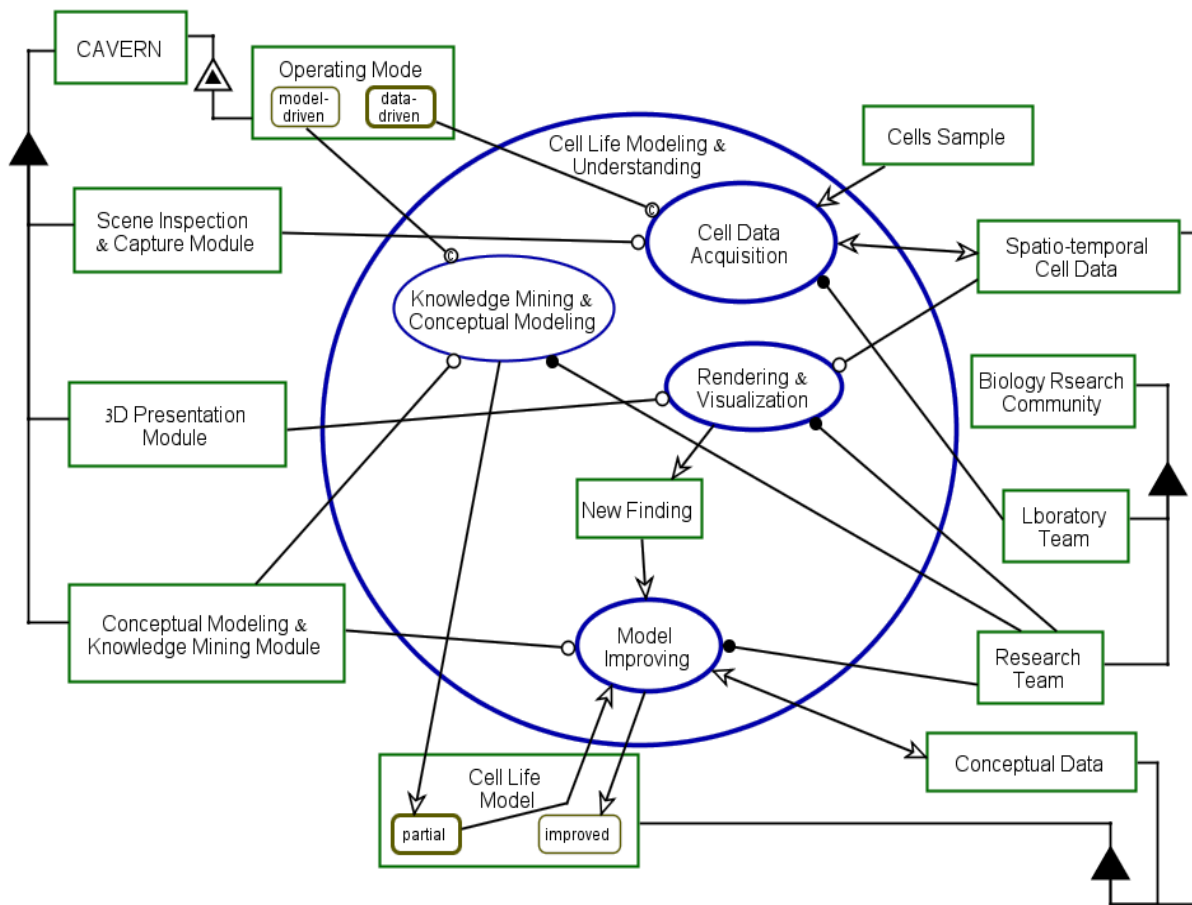 CAVERN
Operating Mode
model-
driven
data-
driven
Cell Life Modeling &
Understanding
Cells Sample
Scene Inspection
& Capture Module
Cell Data
Acquisition
Spatio-temporal
Cell Data
Knowledge Mining &
Conceptual Modeling
Rendering &
Visualization
Biology Rsearch
Community
3D Presentation
Module
New Finding
Lboratory
Team
Conceptual Modeling &
Knowledge Mining Module
Model
Improving
Research
Team
Cell Life
Model
partial
improved
Conceptual Data
C
C